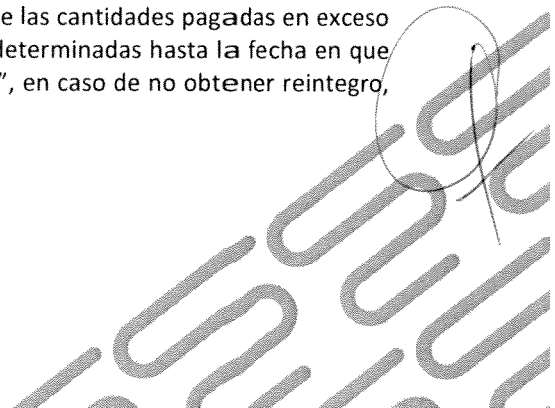 e las cantidades pagadas en exceso
determinadas hasta la fecha en que
”, en caso de no obtener reintegro,